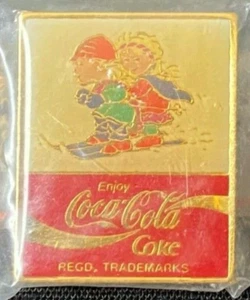 Enjoy
Coca-Cola
Coke
REGD. TRADEMARKS